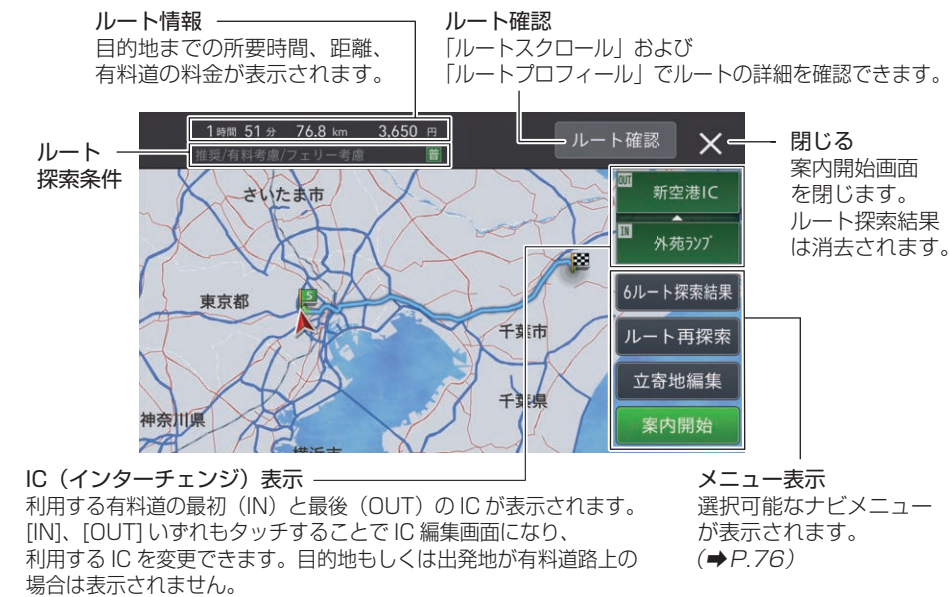 ルート情報
目的地までの所要時間、距離、
有料道の料金が表示されます。
ルート確認
「ルートスクロール」および
「ルートプロフィール」でルートの詳細を確認できます。
1時間 51分 76.8 km 3,650 円
ルート確認
推奨/有料考慮/フェリー考慮 普
ルート
探索条件
閉じる
案内開始画面
を閉じます。
ルート探索結果
は消去されます。
OUT 新空港IC
IN 外苑ランプ
6ルート探索結果
ルート再探索
立寄地編集
案内開始
さいたま市
東京都
S
千葉市
千葉県
神奈川県
横浜市
IC（インターチェンジ）表示
利用する有料道の最初（IN）と最後（OUT）の IC が表示されます。
[IN]、[OUT] いずれもタッチすることで IC 編集画面になり、
利用する IC を変更できます。目的地もしくは出発地が有料道路上の
場合は表示されません。
メニュー表示
選択可能なナビメニュー
が表示されます。
(➡P.76)